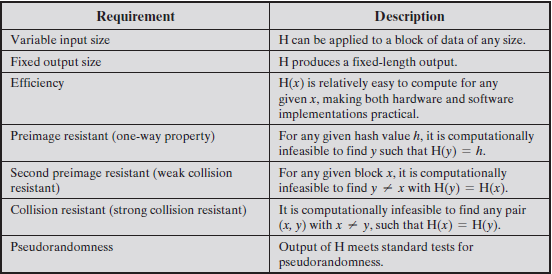 Requirement Description
Variable input size H can be applied to a block of data of any size.
Fixed output size H produces a fixed-length output.
Efficiency H(x) is relatively easy to compute for any
given x, making both hardware and software
implementations practical.
Preimage resistant (one-way property) For any given hash value h, it is computationally
infeasible to find y such that H(y) = h.
Second preimage resistant (weak collision For any given block x, it is computationally
resistant) infeasible to find y ≠ x with H(y) = H(x).
Collision resistant (strong collision resistant) It is computationally infeasible to find any pair
(x, y) with x ≠ y, such that H(x) = H(y).
Pseudorandomness Output of H meets standard tests for
pseudorandomness.